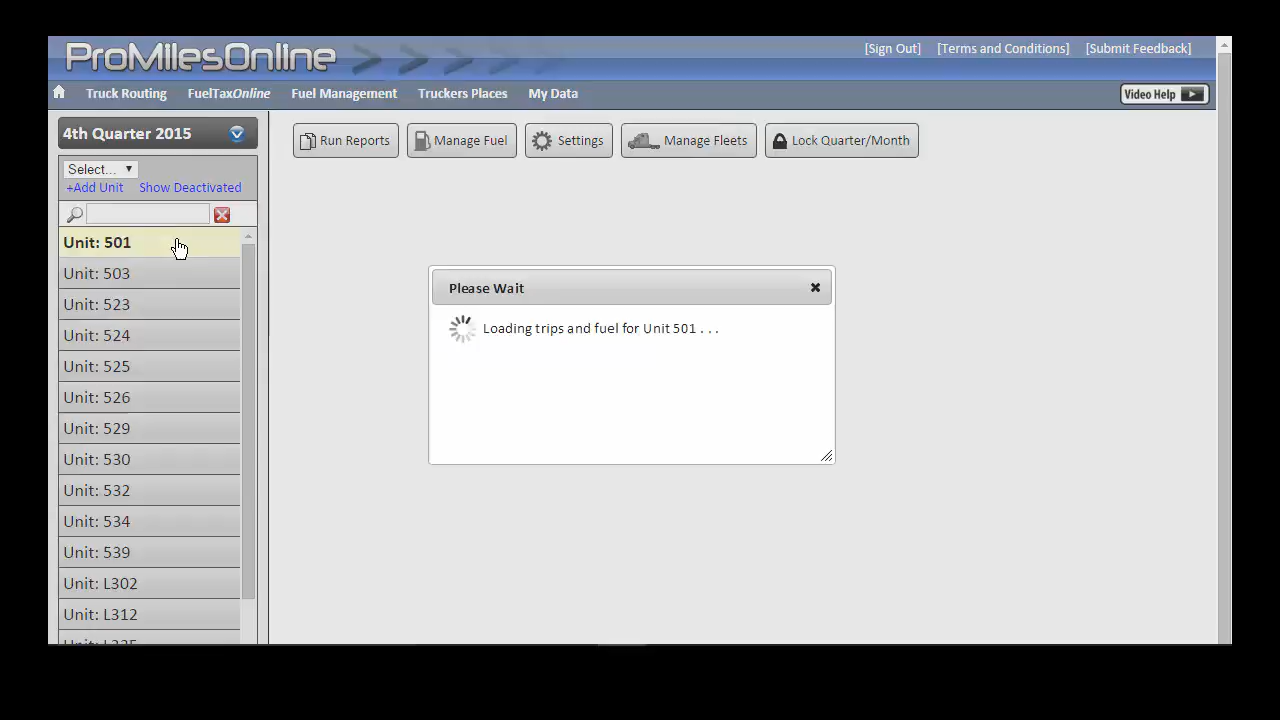 ProMilesOnline
[Sign Out] [Terms and Conditions] [Submit Feedback]
Truck Routing FuelTaxOnline Fuel Management Truckers Places My Data Video Help
4th Quarter 2015
Run Reports Manage Fuel Settings Manage Fleets Lock Quarter/Month
Select...
+Add Unit Show Deactivated
Unit: 501
Unit: 503
Unit: 523
Unit: 524
Unit: 525
Unit: 526
Unit: 529
Unit: 530
Unit: 532
Unit: 534
Unit: 539
Unit: L302
Unit: L312
Please Wait
Loading trips and fuel for Unit 501 . . .